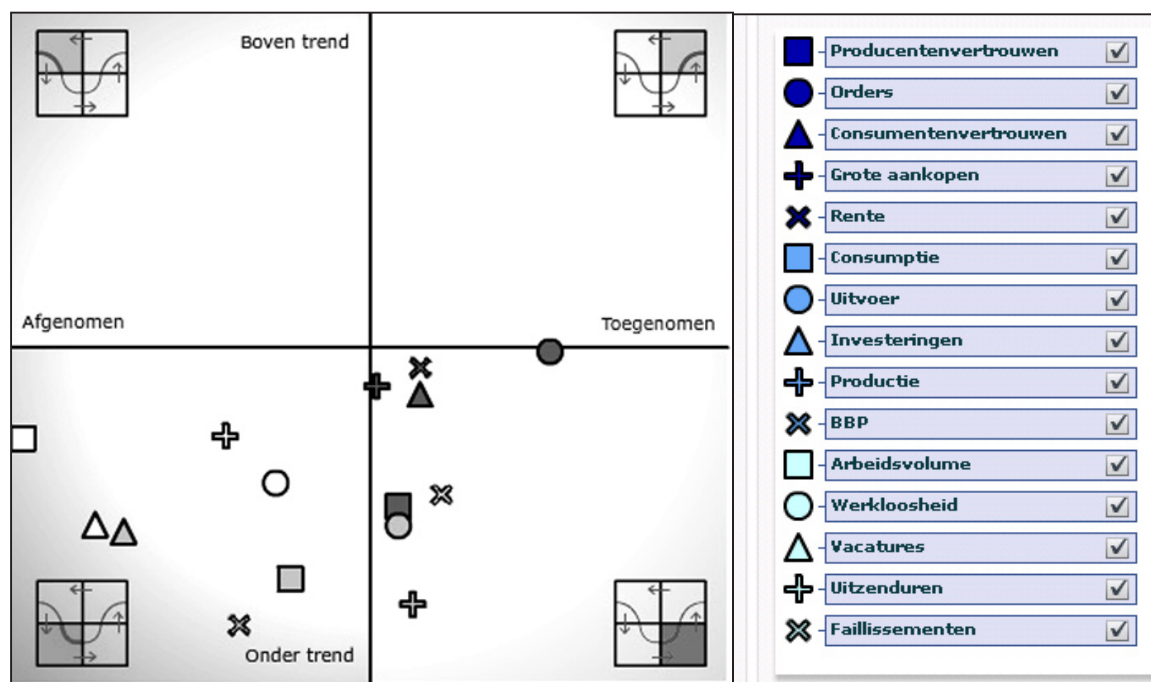 Boven trend
Afgenomen
Toegenomen
Onder trend
Producentenvertrouwen
Orders
Consumentenvertrouwen
Grote aankopen
Rente
Consumptie
Uitvoer
Investeringen
Productie
BBP
Arbeidsvolume
Werkloosheid
Vacatures
Uitzenduren
Faillissementen